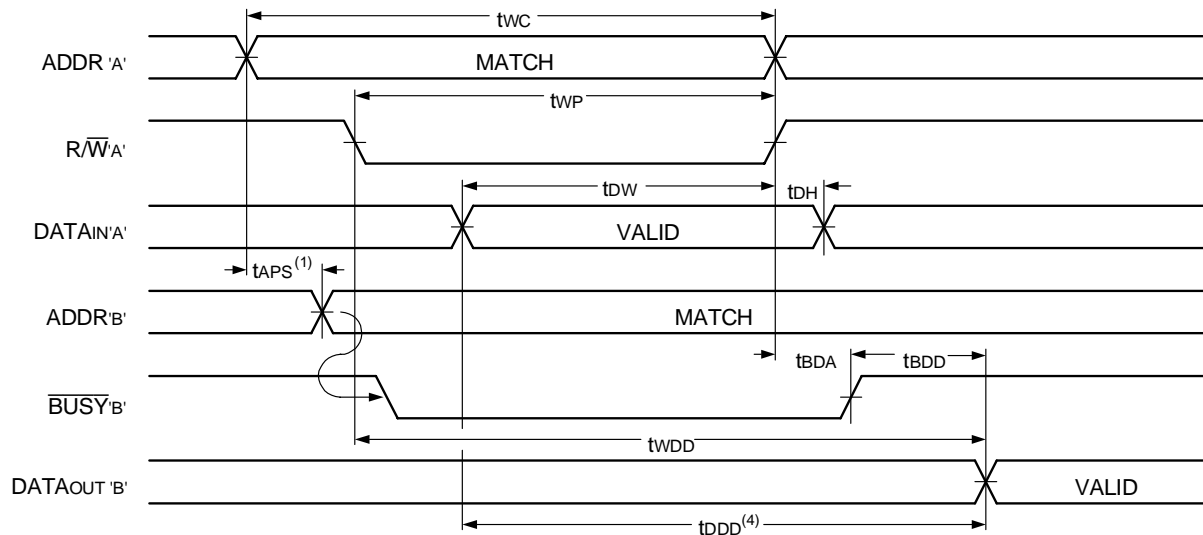 tWC
ADDR 'A'
MATCH
tWP
R/W̅'A'
tDW
tDH
DATAIN'A'
VALID
tAPS(1)
ADDR'B'
MATCH
tBDA
tBDD
B̅U̅S̅Y̅'B'
tWDD
DATAOUT 'B'
VALID
tDDD(4)